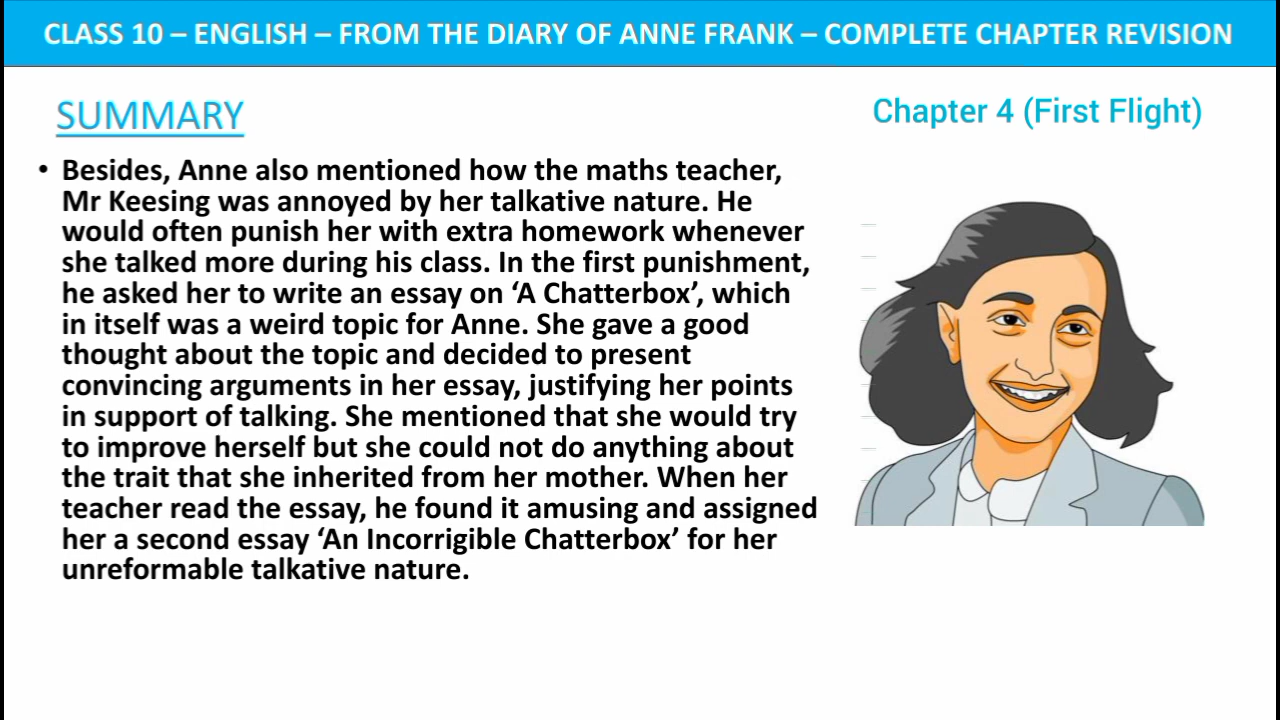 CLASS 10 – ENGLISH – FROM THE DIARY OF ANNE FRANK – COMPLETE CHAPTER REVISION
SUMMARY
Chapter 4 (First Flight)
• Besides, Anne also mentioned how the maths teacher,
Mr Keesing was annoyed by her talkative nature. He
would often punish her with extra homework whenever
she talked more during his class. In the first punishment,
he asked her to write an essay on ‘A Chatterbox’, which
in itself was a weird topic for Anne. She gave a good
thought about the topic and decided to present
convincing arguments in her essay, justifying her points
in support of talking. She mentioned that she would try
to improve herself but she could not do anything about
the trait that she inherited from her mother. When her
teacher read the essay, he found it amusing and assigned
her a second essay ‘An Incorrigible Chatterbox’ for her
unreformable talkative nature.